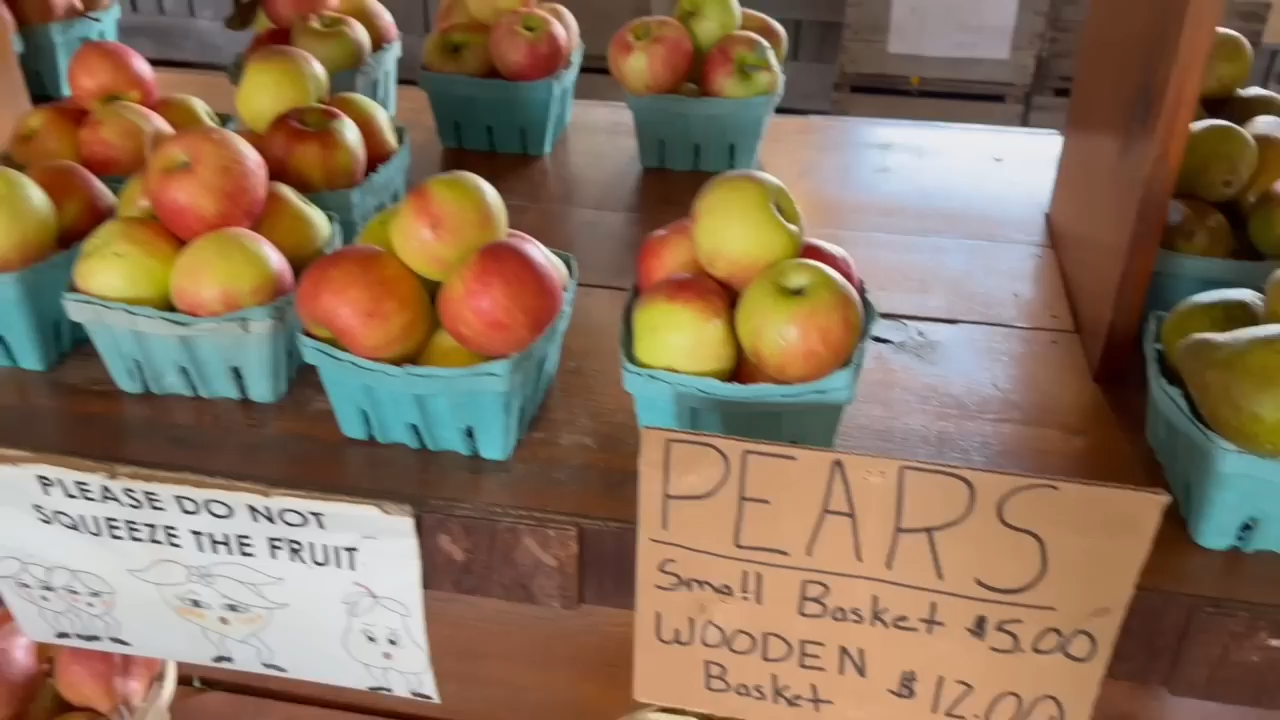 PLEASE DO NOT
SQUEEZE THE FRUIT
PEARS
Small Basket $5.00
WOODEN
Basket $12.00